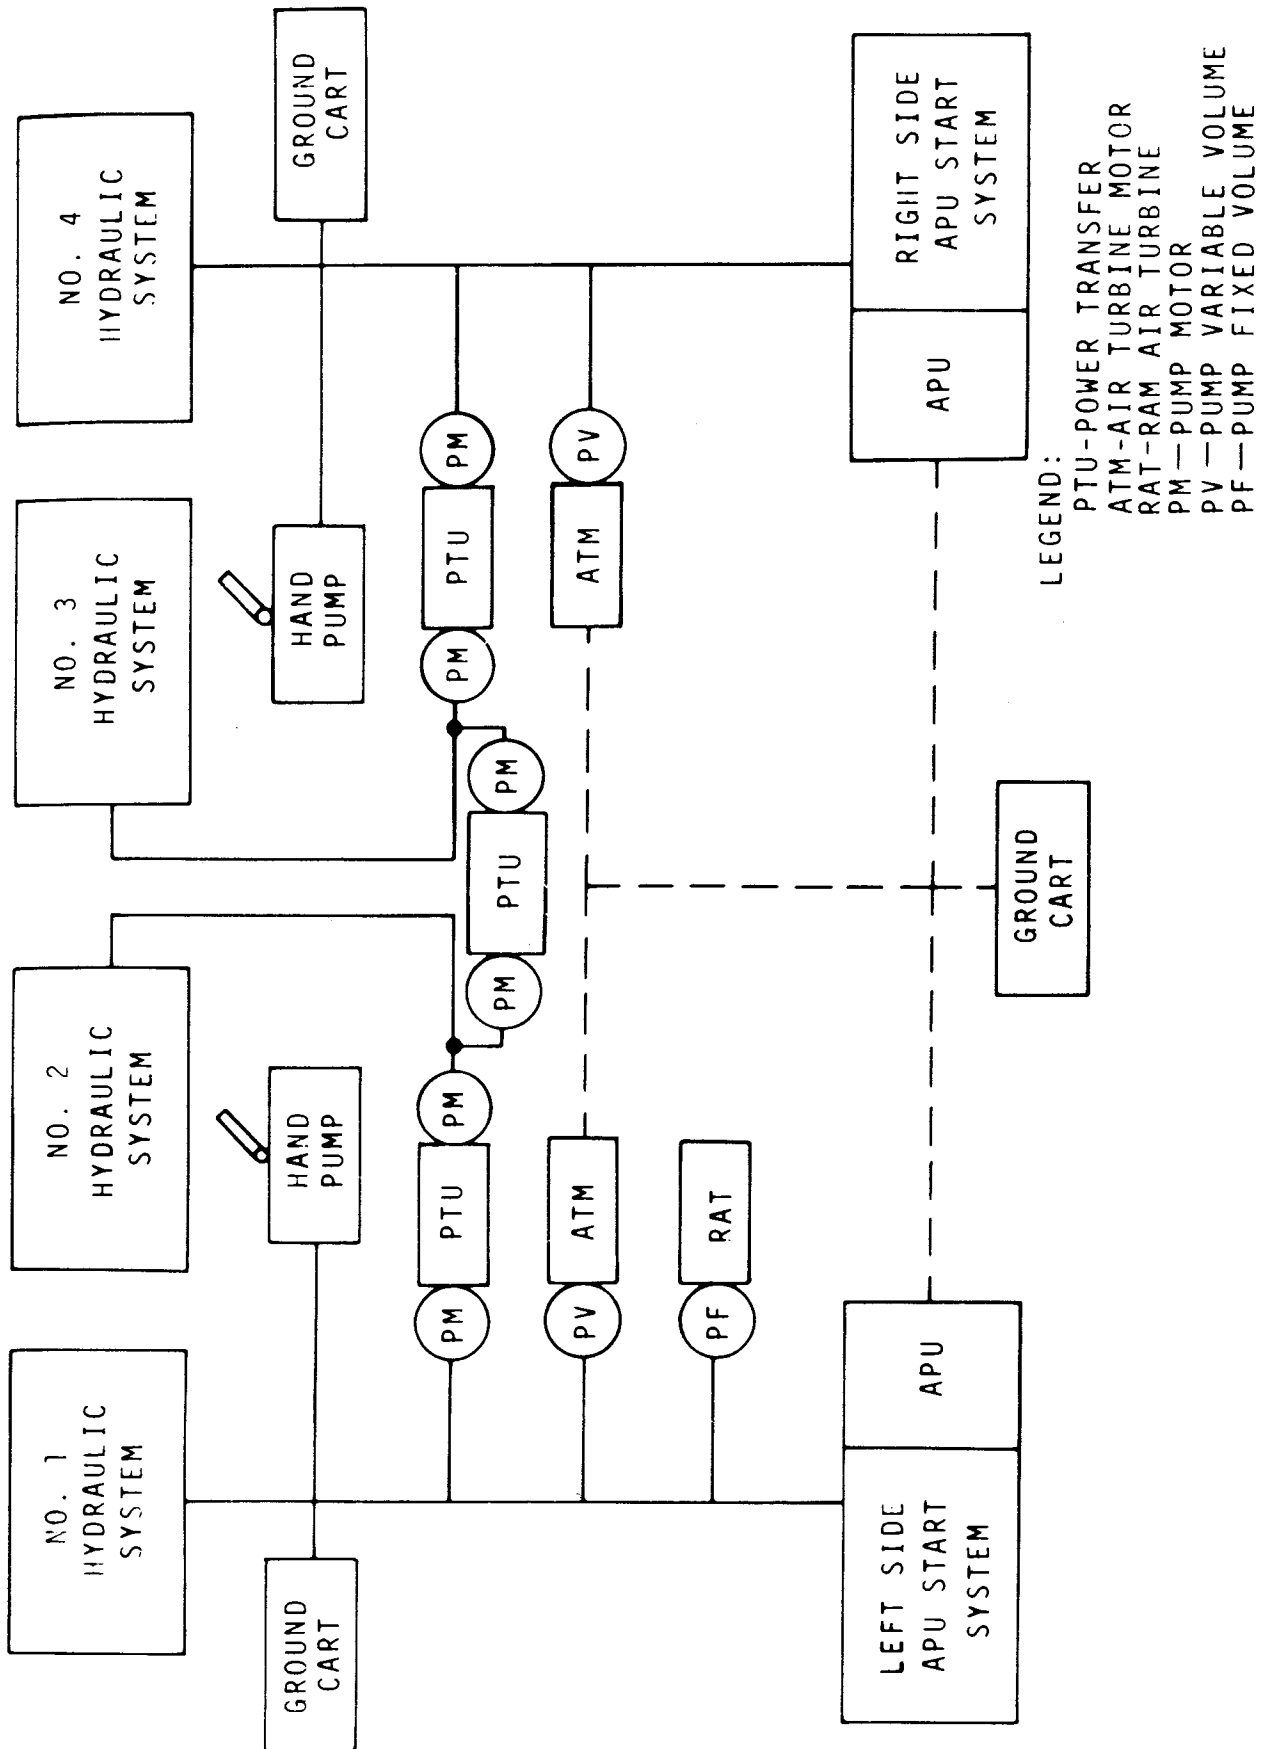 NO. 1
HYDRAULIC
SYSTEM
NO. 2
HYDRAULIC
SYSTEM
NO. 3
HYDRAULIC
SYSTEM
NO. 4
HYDRAULIC
SYSTEM
GROUND
CART
HAND
PUMP
HAND
PUMP
GROUND
CART
PM
PTU
PM
PM
PTU
PM
PM
PTU
PM
PV
ATM
ATM
PV
PF
RAT
LEFT SIDE
APU START
SYSTEM
APU
APU
RIGHT SIDE
APU START
SYSTEM
GROUND
CART
LEGEND:
PTU-POWER TRANSFER
ATM-AIR TURBINE MOTOR
RAT-RAM AIR TURBINE
PM—PUMP MOTOR
PV—PUMP VARIABLE VOLUME
PF—PUMP FIXED VOLUME